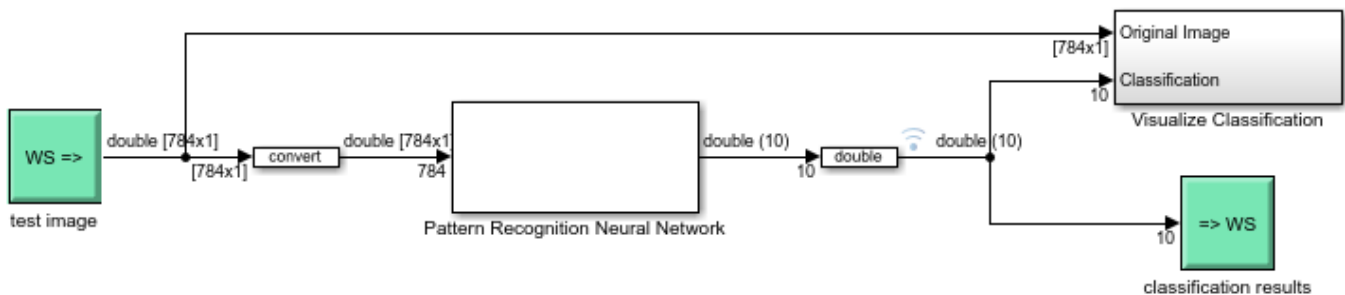 Original Image
[784x1]
Classification
10
Visualize Classification
WS =>
double [784x1]
[784x1]
test image
convert
double [784x1]
784
Pattern Recognition Neural Network
double (10)
10
double
double (10)
10
=> WS
classification results